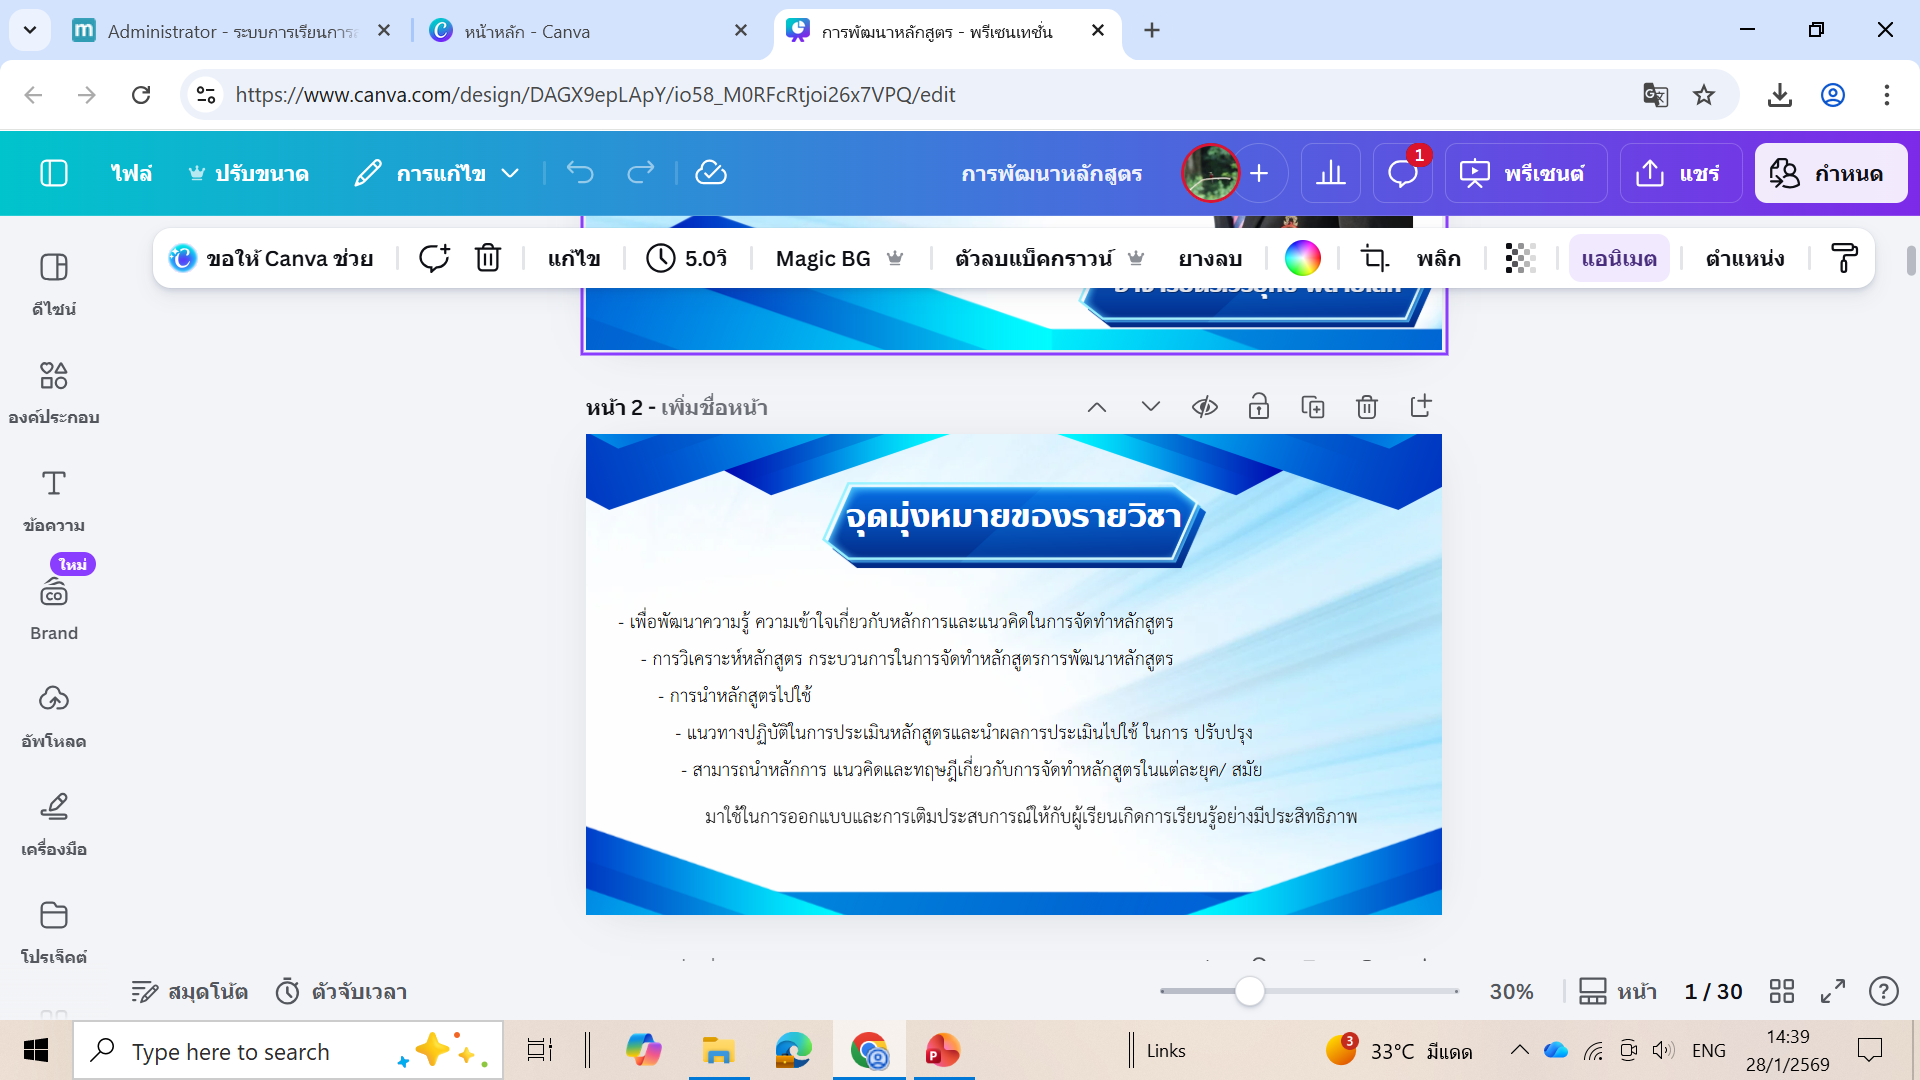 Administrator - ระบบการเรียนการส
หน้าหลัก - Canva
การพัฒนาหลักสูตร - พรีเซนเทชั่น
https://www.canva.com/design/DAGX9epLApY/io58_M0RFcRtjoi26x7VPQ/edit
ไฟล์
ปรับขนาด
การแก้ไข
การพัฒนาหลักสูตร
1
พรีเซนต์
แชร์
กำหนด
ขอให้ Canva ช่วย
แก้ไข
5.0วิ
Magic BG
ตัวลบแบ็คกราวน์
ยางลบ
พลิก
แอนิเมต
ตำแหน่ง
ดีไซน์
องค์ประกอบ
ข้อความ
ใหม่
Brand
อัพโหลด
เครื่องมือ
โปรเจ็คต์
หน้า 2 - เพิ่มชื่อหน้า
จุดมุ่งหมายของรายวิชา
- เพื่อพัฒนาความรู้ ความเข้าใจเกี่ยวกับหลักการและแนวคิดในการจัดทำหลักสูตร
- การวิเคราะห์หลักสูตร กระบวนการในการจัดทำหลักสูตรการพัฒนาหลักสูตร
- การนำหลักสูตรไปใช้
- แนวทางปฏิบัติในการประเมินหลักสูตรและนำผลการประเมินไปใช้ ในการ ปรับปรุง
- สามารถนำหลักการ แนวคิดและทฤษฎีเกี่ยวกับการจัดทำหลักสูตรในแต่ละยุค/ สมัย
มาใช้ในการออกแบบและการเติมประสบการณ์ให้กับผู้เรียนเกิดการเรียนรู้อย่างมีประสิทธิภาพ
สมุดโน้ต
ตัวจับเวลา
30%
หน้า
1 / 30
Type here to search
Links
3
33°C มีแดด
ENG
14:39
28/1/2569